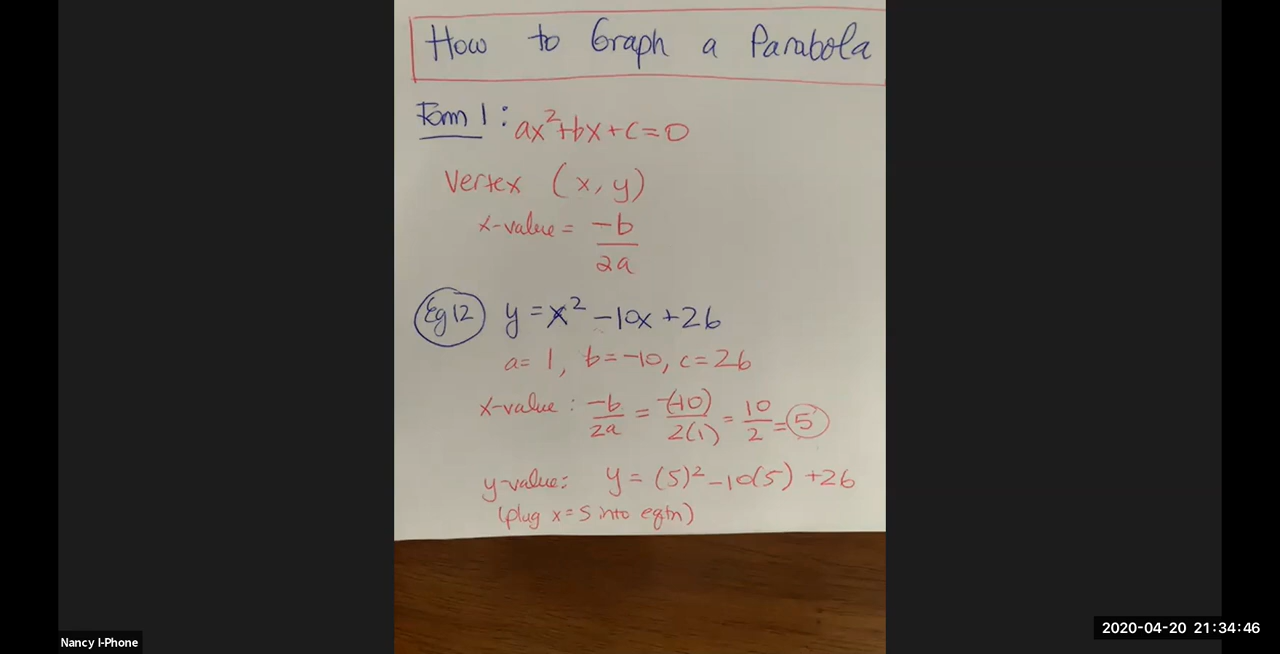 How to Graph a Parabola
Form 1: ax²+bx+c=0
Vertex (x, y)
x-value = -b/2a
Eg 12 y = x² -10x +26
a= 1, b=-10, c=26
x-value: -b/2a = -(-10)/2(1) = 10/2 = 5
y-value: y = (5)² -10(5) +26
(plug x=5 into eqtn)
Nancy I-Phone
2020-04-20 21:34:46